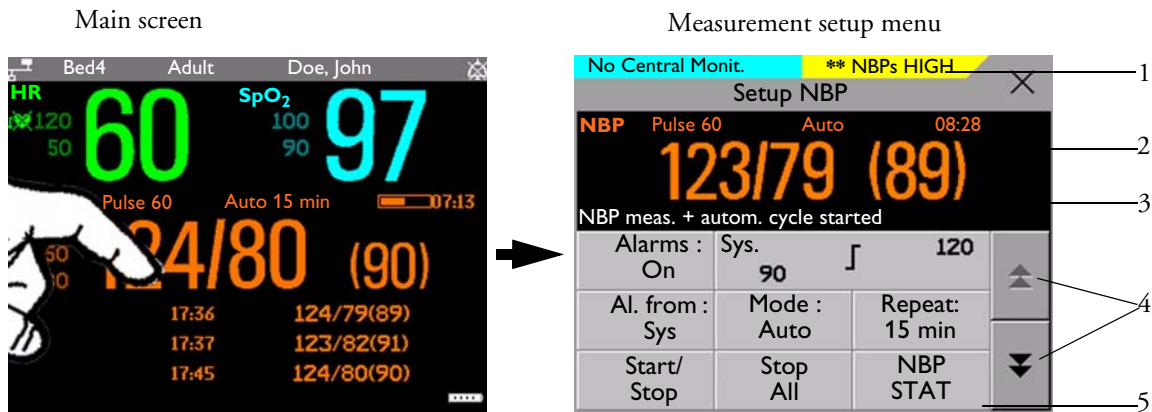 Main screen
Bed4 Adult Doe, John
HR
120
50
60
SpO2
100
90
97
Pulse 60 Auto 15 min 07:13
24/80 (90)
17:36 124/79(89)
17:37 123/82(91)
17:45 124/80(90)
Measurement setup menu
No Central Monit. ** NBPs HIGH
Setup NBP
NBP Pulse 60 Auto 08:28
123/79 (89)
NBP meas. + autom. cycle started
Alarms :
On
Sys.
90
120
Al. from :
Sys
Mode :
Auto
Repeat:
15 min
Start/
Stop
Stop
All
NBP
STAT
1
2
3
4
5